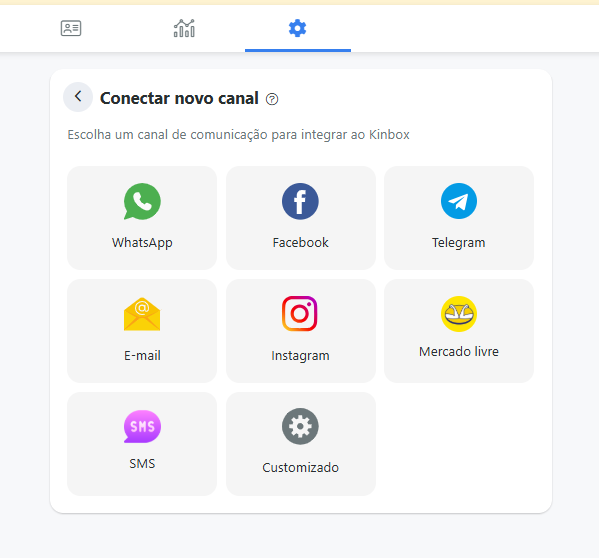 Conectar novo canal
Escolha um canal de comunicação para integrar ao Kinbox
WhatsApp
Facebook
Telegram
E-mail
Instagram
Mercado livre
SMS
SMS
Customizado